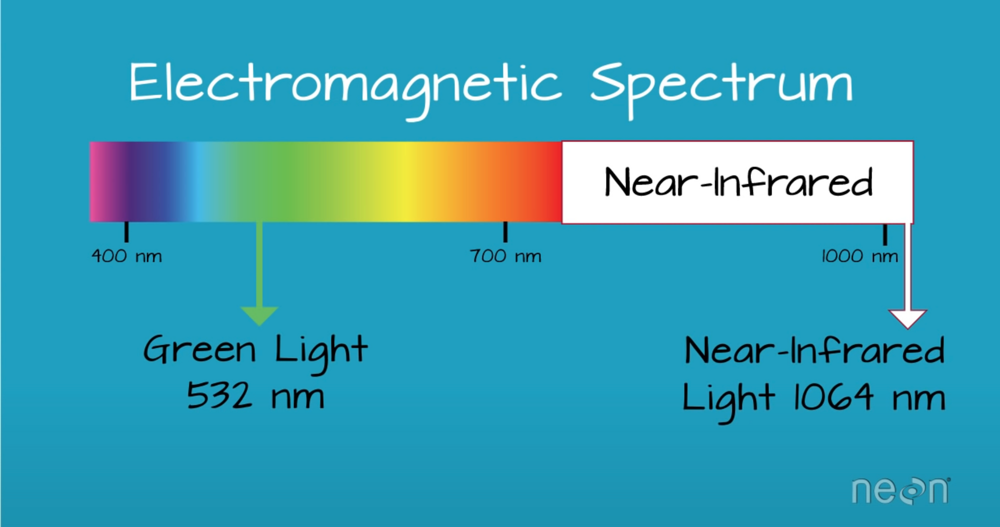 Electromagnetic Spectrum
Near-Infrared
400 nm
700 nm
1000 nm
Green Light
532 nm
Near-Infrared
Light 1064 nm
neon